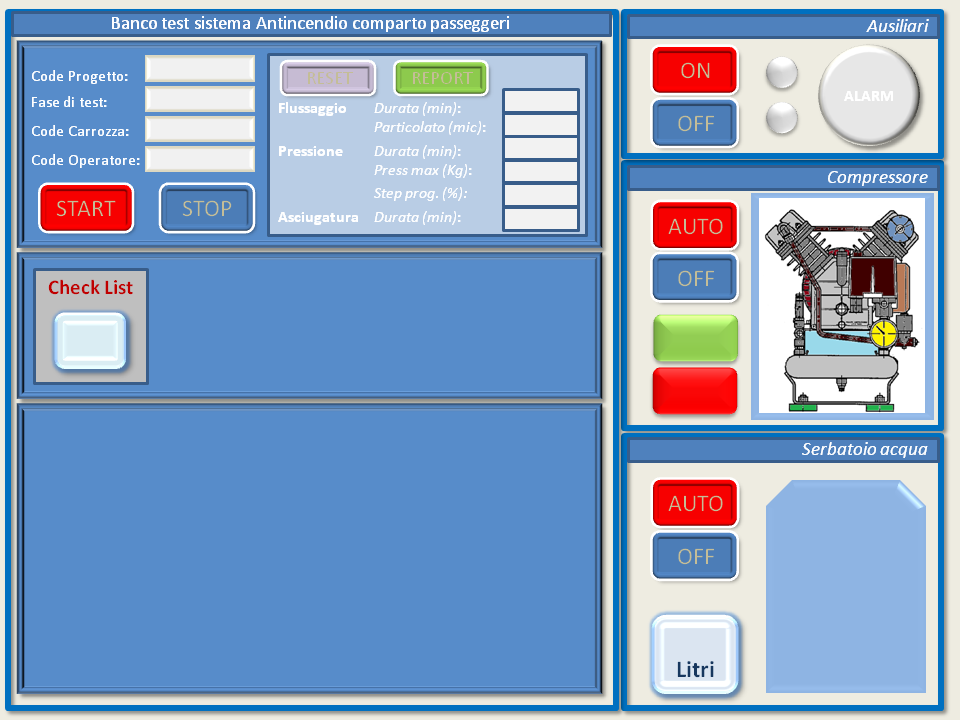 Banco test sistema Antincendio comparto passeggeri
Code Progetto:
Fase di test:
Code Carrozza:
Code Operatore:
START
STOP
RESET
REPORT
Flussaggio Durata (min):
Particolato (mic):
Pressione Durata (min):
Press max (Kg):
Step prog. (%):
Asciugatura Durata (min):
Check List
Ausiliari
ON
OFF
ALARM
Compressore
AUTO
OFF
Serbatoio acqua
AUTO
OFF
Litri